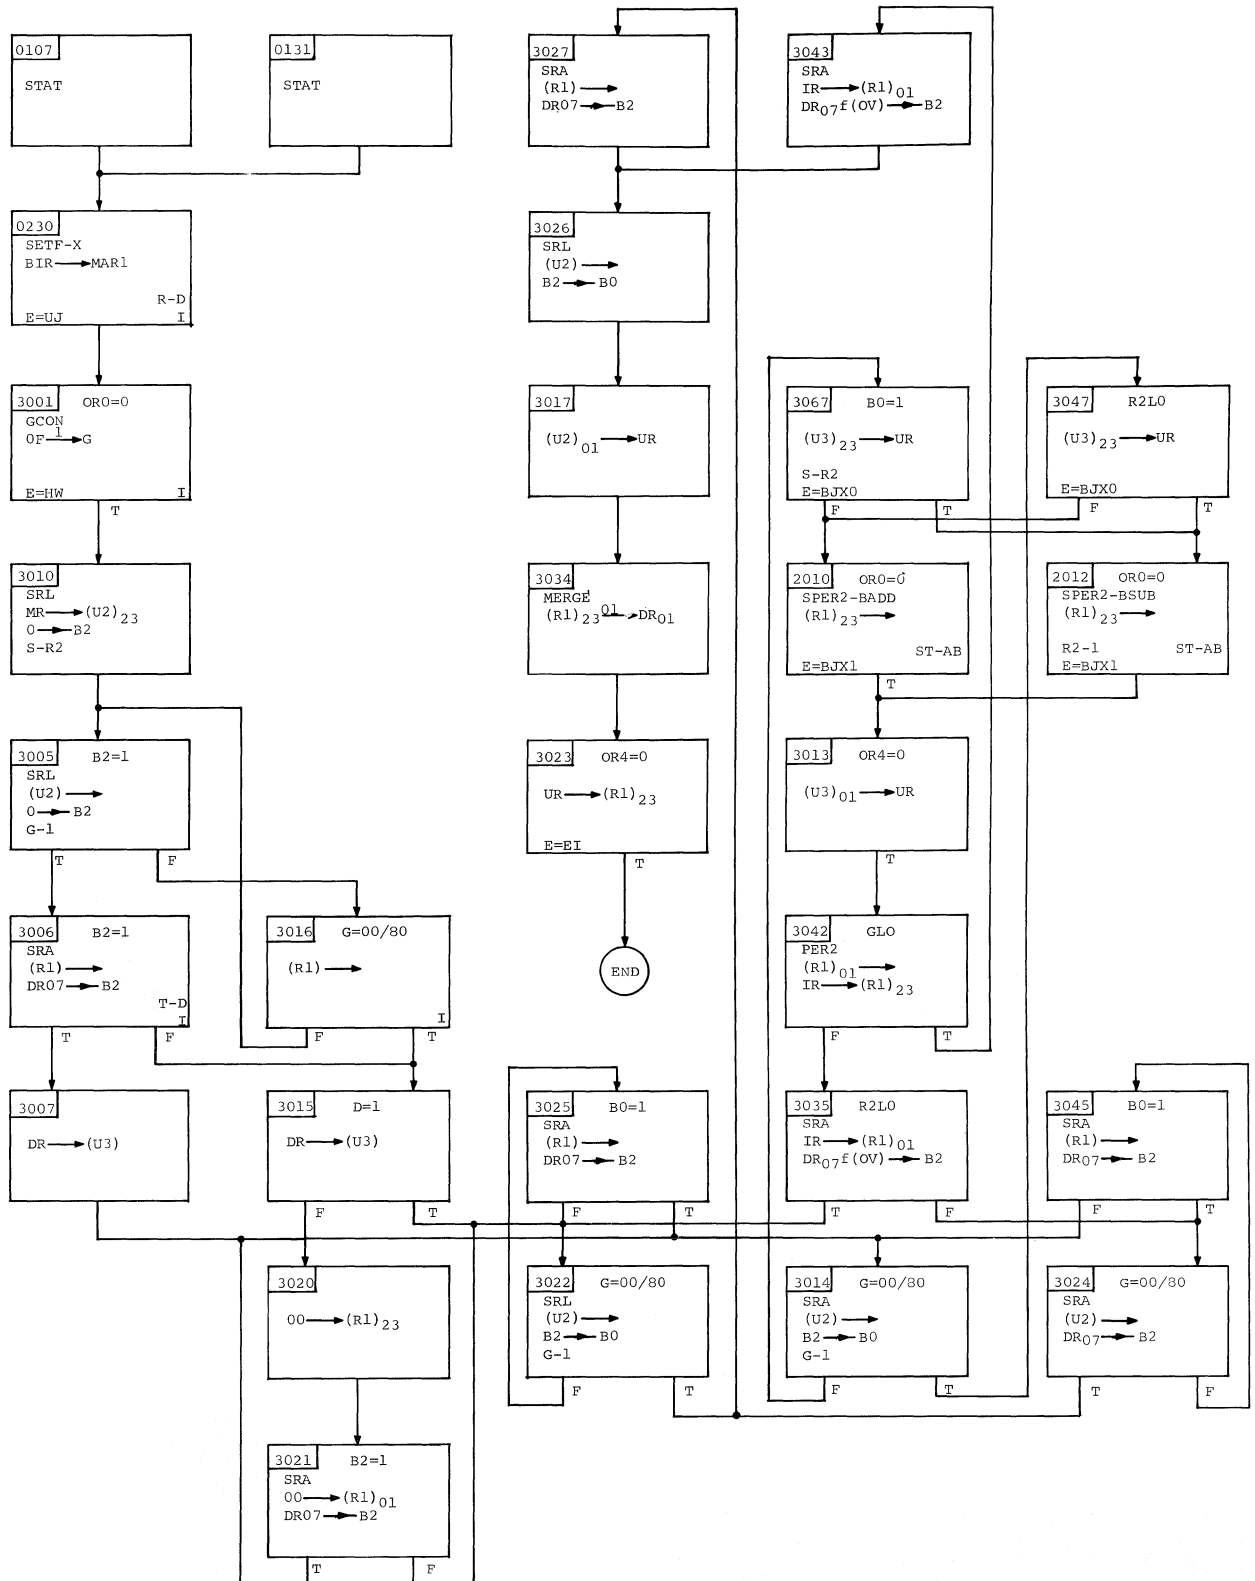 0107
STAT
0131
STAT
3027
SRA
(R1) →
DR07 → B2
3043
SRA
IR → (R1)01
DR07f(OV) → B2
0230
SETF-X
BIR → MAR1
R-D
E=UJ I
3026
SRL
(U2) →
B2 → B0
3001 OR0=0
GCON
0F 1 → G
E=HW I
T
3017
(U2)01 → UR
3067 B0=1
(U3)23 → UR
S-R2
E=BJX0
F T
3047 R2L0
(U3)23 → UR
E=BJX0
F T
3010
SRL
MR → (U2)23
0 → B2
S-R2
3034
MERGE
(R1)23 01 → DR01
2010 OR0=0
SPER2-BADD
(R1)23 →
ST-AB
E=BJX1
T
2012 OR0=0
SPER2-BSUB
(R1)23 →
R2-1 ST-AB
E=BJX1
3005 B2=1
SRL
(U2) →
0 → B2
G-1
T F
3023 OR4=0
UR → (R1)23
E=EI
T
END
3013 OR4=0
(U3)01 → UR
T
3006 B2=1
SRA
(R1) →
DR07 → B2
T-D
I
T F
3016 G=00/80
(R1) →
I
F T
3042 GLO
PER2
(R1)01 →
IR → (R1)23
F T
3007
DR → (U3)
3015 D=1
DR → (U3)
F T
3025 B0=1
SRA
(R1) →
DR07 → B2
F T
3035 R2L0
SRA
IR → (R1)01
DR07f(OV) → B2
T F
3045 B0=1
SRA
(R1) →
DR07 → B2
F T
3020
00 → (R1)23
3022 G=00/80
SRL
(U2) →
B2 → B0
G-1
F T
3014 G=00/80
SRA
(U2) →
B2 → B0
G-1
F T
3024 G=00/80
SRA
(U2) →
DR07 → B2
T F
3021 B2=1
SRA
00 → (R1)01
DR07 → B2
T F